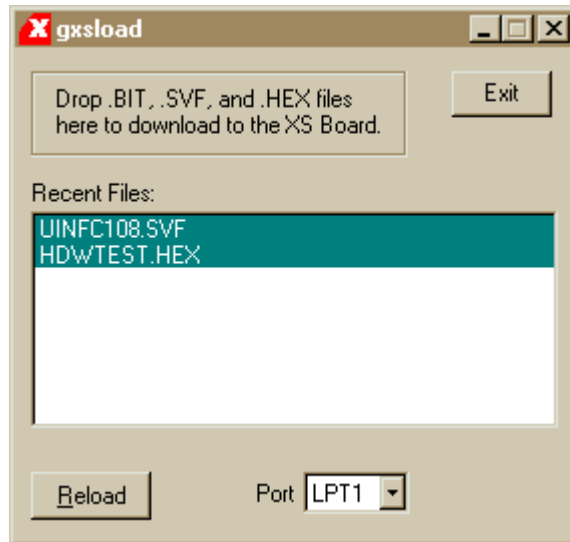 gxsload
Drop .BIT, .SVF, and .HEX files
here to download to the XS Board.
Exit
Recent Files:
UINFC108.SVF
HDWTEST.HEX
Reload
Port LPT1